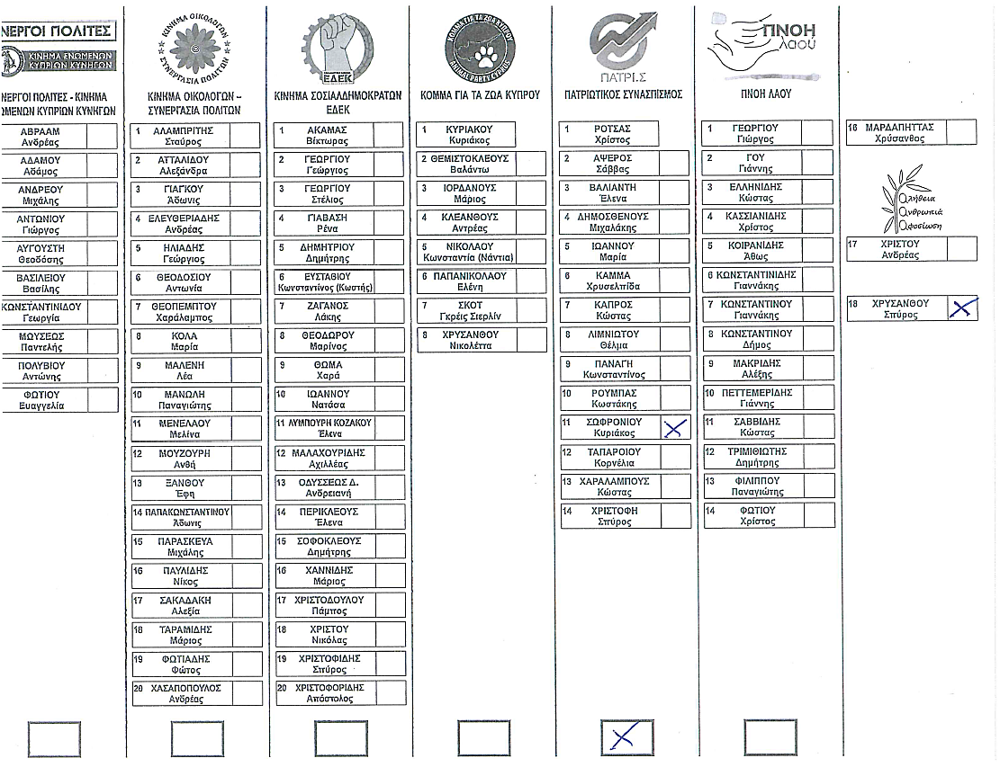 ΝΕΡΓΟΙ ΠΟΛΙΤΕΣ
ΚΙΝΗΜΑ ΕΝΩΜΕΝΩΝ
ΚΥΠΡΙΩΝ ΚΥΝΗΓΩΝ
ΝΕΡΓΟΙ ΠΟΛΙΤΕΣ - ΚΙΝΗΜΑ
ΩΜΕΝΩΝ ΚΥΠΡΙΩΝ ΚΥΝΗΓΩΝ
ΑΒΡΑΑΜ
Ανδρέας
ΑΔΑΜΟΥ
Αδάμος
ΑΝΔΡΕΟΥ
Μιχάλης
ΑΝΤΩΝΙΟΥ
Γιώργος
ΑΥΓΟΥΣΤΗ
Θεοδόσης
ΒΑΣΙΛΕΙΟΥ
Βασίλης
ΚΩΝΣΤΑΝΤΙΝΙΔΟΥ
Γεωργία
ΜΩΥΣΕΩΣ
Παντελής
ΠΟΛΥΒΙΟΥ
Αντώνης
ΦΩΤΙΟΥ
Ευαγγελία
ΚΙΝΗΜΑ ΟΙΚΟΛΟΓΩΝ
ΣΥΝΕΡΓΑΣΙΑ ΠΟΛΙΤΩΝ
ΚΙΝΗΜΑ ΟΙΚΟΛΟΓΩΝ –
ΣΥΝΕΡΓΑΣΙΑ ΠΟΛΙΤΩΝ
1 ΑΛΑΜΠΡΙΤΗΣ
Σταύρος
2 ΑΤΤΑΛΙΔΟΥ
Αλεξάνδρα
3 ΓΙΑΓΚΟΥ
Άδωνις
4 ΕΛΕΥΘΕΡΙΑΔΗΣ
Ανδρέας
5 ΗΛΙΑΔΗΣ
Γεώργιος
6 ΘΕΟΔΟΣΙΟΥ
Αντωνία
7 ΘΕΟΠΕΜΠΤΟΥ
Χαράλαμπος
8 ΚΟΛΑ
Μαρία
9 ΜΑΛΕΝΗ
Λέα
10 ΜΑΝΩΛΗ
Παναγιώτης
11 ΜΕΝΕΛΑΟΥ
Μελίνα
12 ΜΟΥΖΟΥΡΗ
Ανθή
13 ΞΑΝΘΟΥ
Έφη
14 ΠΑΠΑΚΩΝΣΤΑΝΤΙΝΟΥ
Άδωνις
15 ΠΑΡΑΣΚΕΥΑ
Μιχάλης
16 ΠΑΥΛΙΔΗΣ
Νίκος
17 ΣΑΚΑΔΑΚΗ
Αλεξία
18 ΤΑΡΑΜΙΔΗΣ
Μάριος
19 ΦΩΤΙΑΔΗΣ
Φώτος
20 ΧΑΣΑΠΟΠΟΥΛΟΣ
Ανδρέας
ΕΔΕΚ
ΚΙΝΗΜΑ ΣΟΣΙΑΛΔΗΜΟΚΡΑΤΩΝ
ΕΔΕΚ
1 ΑΚΑΜΑΣ
Βίκτωρας
2 ΓΕΩΡΓΙΟΥ
Γεώργιος
3 ΓΕΩΡΓΙΟΥ
Στέλιος
4 ΓΙΑΒΑΣΗ
Ρένα
5 ΔΗΜΗΤΡΙΟΥ
Δημήτρης
6 ΕΥΣΤΑΘΙΟΥ
Κωνσταντίνος (Κωστής)
7 ΖΑΓΑΝΟΣ
Λάκης
8 ΘΕΟΔΩΡΟΥ
Μαρίνος
9 ΘΩΜΑ
Χαρά
10 ΙΩΑΝΝΟΥ
Νατάσα
11 ΛΥΜΠΟΥΡΗ ΚΟΖΑΚΟΥ
Έλενα
12 ΜΑΛΑΧΟΥΡΙΔΗΣ
Αχιλλέας
13 ΟΔΥΣΣΕΩΣ Δ.
Ανδρειανή
14 ΠΕΡΙΚΛΕΟΥΣ
Έλενα
15 ΣΟΦΟΚΛΕΟΥΣ
Δημήτρης
16 ΧΑΝΝΙΔΗΣ
Μάριος
17 ΧΡΙΣΤΟΔΟΥΛΟΥ
Πάμπος
18 ΧΡΙΣΤΟΥ
Νικόλας
19 ΧΡΙΣΤΟΦΙΔΗΣ
Σπύρος
20 ΧΡΙΣΤΟΦΟΡΙΔΗΣ
Απόστολος
ΚΟΜΜΑ ΓΙΑ ΤΑ ΖΩΑ ΚΥΠΡΟΥ
ANIMAL PARTY CYPRUS
ΚΟΜΜΑ ΓΙΑ ΤΑ ΖΩΑ ΚΥΠΡΟΥ
1 ΚΥΡΙΑΚΟΥ
Κυριάκος
2 ΘΕΜΙΣΤΟΚΛΕΟΥΣ
Βαλάντω
3 ΙΟΡΔΑΝΟΥΣ
Μάριος
4 ΚΛΕΑΝΘΟΥΣ
Αντρέας
5 ΝΙΚΟΛΑΟΥ
Κωνσταντία (Νάντια)
6 ΠΑΠΑΝΙΚΟΛΑΟΥ
Ελένη
7 ΣΚΟΤ
Γκρέις Σιερλίν
8 ΧΡΥΣΑΝΘΟΥ
Νικολέττα
ΠΑΤΡΙ.Σ
ΠΑΤΡΙΩΤΙΚΟΣ ΣΥΝΑΣΠΙΣΜΟΣ
1 ΡΟΤΣΑΣ
Χρίστος
2 ΑΨΕΡΟΣ
Σάββας
3 ΒΑΛΙΑΝΤΗ
Έλενα
4 ΔΗΜΟΣΘΕΝΟΥΣ
Μιχαλάκης
5 ΙΩΑΝΝΟΥ
Μαρία
6 ΚΑΜΜΑ
Χρυσελπίδα
7 ΚΑΠΡΟΣ
Κώστας
8 ΛΙΜΝΙΩΤΟΥ
Θέλμα
9 ΠΑΝΑΓΗ
Κωνσταντίνος
10 ΡΟΥΜΠΑΣ
Κωστάκης
11 ΣΩΦΡΟΝΙΟΥ
Κυριάκος
12 ΤΑΠΑΡΟΙΟΥ
Κορνέλια
13 ΧΑΡΑΛΑΜΠΟΥΣ
Κώστας
14 ΧΡΙΣΤΟΦΗ
Σπύρος
ΠΝΟΗ
λαού
ΠΝΟΗ ΛΑΟΥ
1 ΓΕΩΡΓΙΟΥ
Γιώργος
2 ΓΟΥ
Γιάννης
3 ΕΛΛΗΝΙΔΗΣ
Κώστας
4 ΚΑΣΣΙΑΝΙΔΗΣ
Χρίστος
5 ΚΟΙΡΑΝΙΔΗΣ
Άθως
6 ΚΩΝΣΤΑΝΤΙΝΙΔΗΣ
Γιαννάκης
7 ΚΩΝΣΤΑΝΤΙΝΟΥ
Γιαννάκης
8 ΚΩΝΣΤΑΝΤΙΝΟΥ
Δήμος
9 ΜΑΚΡΙΔΗΣ
Αλέξης
10 ΠΕΤΤΕΜΕΡΙΔΗΣ
Γιάννης
11 ΣΑΒΒΙΔΗΣ
Κώστας
12 ΤΡΙΜΙΘΙΩΤΗΣ
Δημήτρης
13 ΦΙΛΙΠΠΟΥ
Παναγιώτης
14 ΦΩΤΙΟΥ
Χρίστος
16 ΜΑΡΔΑΠΗΤΤΑΣ
Χρύσανθος
αλήθεια
ανθρωπιά
αφοσίωση
17 ΧΡΙΣΤΟΥ
Ανδρέας
18 ΧΡΥΣΑΝΘΟΥ
Σπύρος